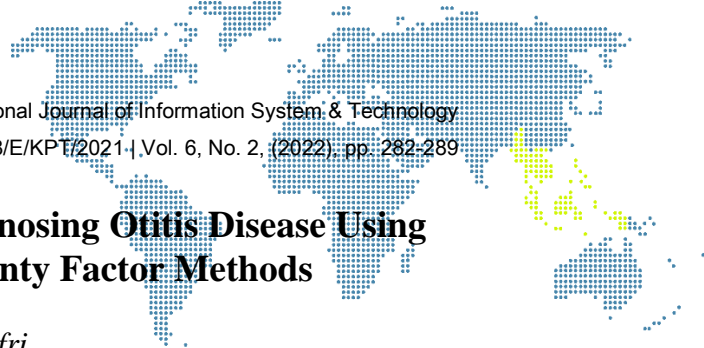 onal Journal of Information System & Technology
/E/KPT/2021 | Vol. 6, No. 2, (2022), pp. 282-289
nosing Otitis Disease Using
nty Factor Methods
fri